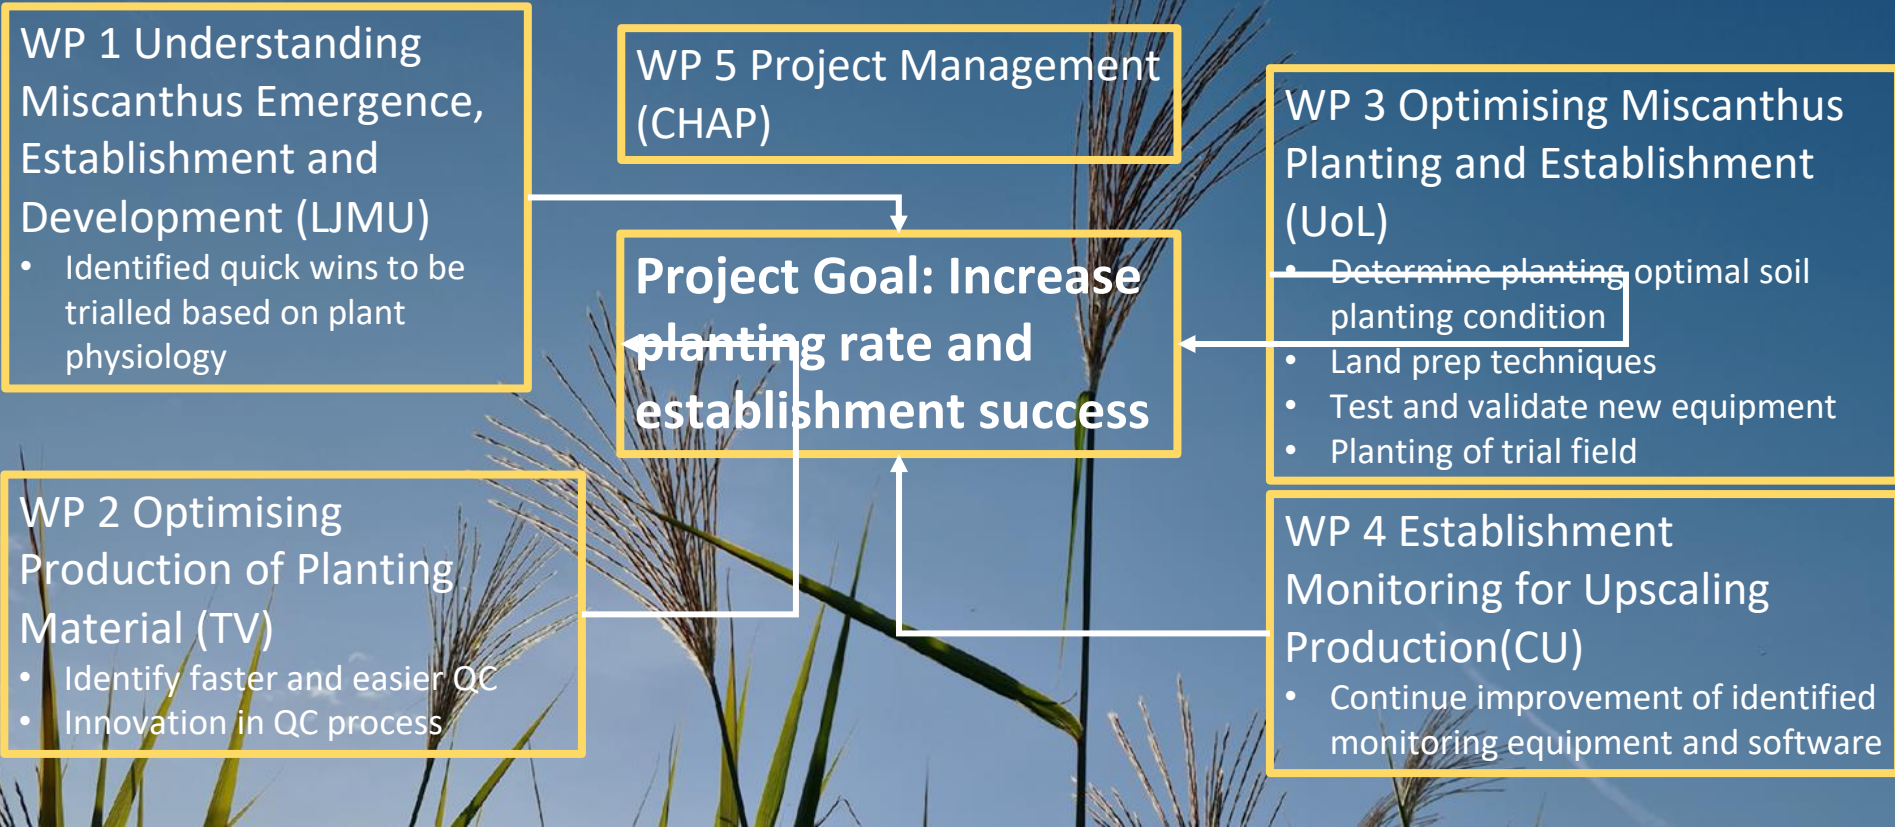 WP 1 Understanding
Miscanthus Emergence,
Establishment and
Development (LJMU)
• Identified quick wins to be
trialled based on plant
physiology
WP 5 Project Management
(CHAP)
Project Goal: Increase
planting rate and
establishment success
WP 2 Optimising
Production of Planting
Material (TV)
• Identify faster and easier QC
• Innovation in QC process
WP 3 Optimising Miscanthus
Planting and Establishment
(UoL)
• Determine planting optimal soil
planting condition
• Land prep techniques
• Test and validate new equipment
• Planting of trial field
WP 4 Establishment
Monitoring for Upscaling
Production(CU)
• Continue improvement of identified
monitoring equipment and software